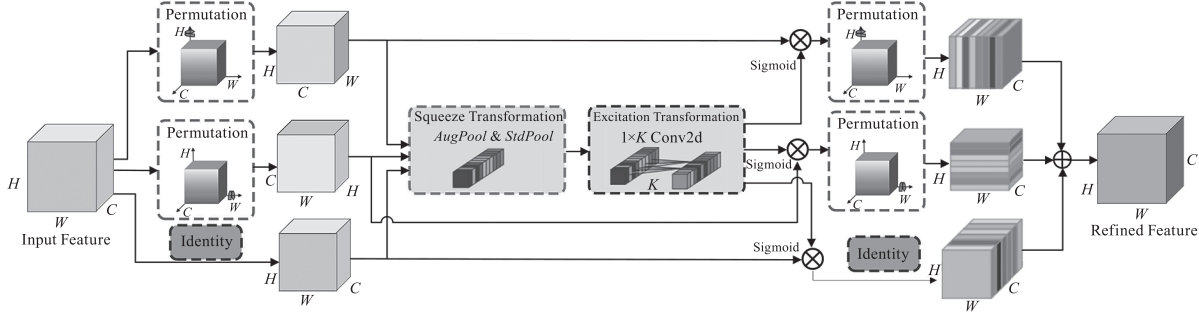 Permutation
H
W
C
H
C
W
Sigmoid
Permutation
H
W
C
H
W
C
Squeeze Transformation
AugPool & StdPool
Excitation Transformation
1×K Conv2d
K
Permutation
H
W
C
C
W
H
Sigmoid
Permutation
H
W
C
H
W
C
H
W
C
Input Feature
Identity
H
W
C
Sigmoid
Identity
H
W
C
H
W
C
Refined Feature